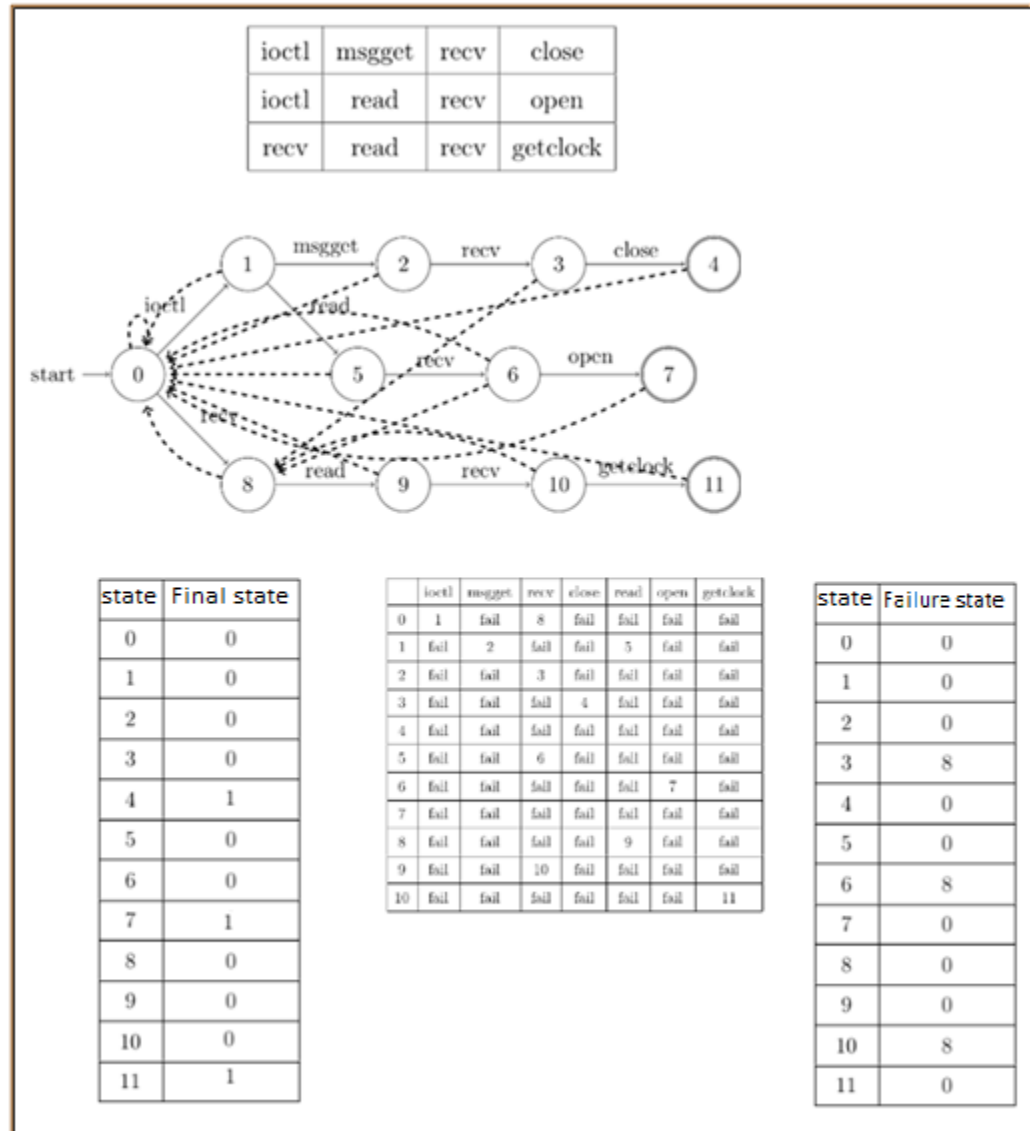 ioctl msgget recv close
ioctl read recv open
recv read recv getclock
msgget recv close
1 2 3 4
ioctl read
recv open
start 0 5 6 7
recv
read recv getclock
8 9 10 11
state Final state
0 0
1 0
2 0
3 0
4 1
5 0
6 0
7 1
8 0
9 0
10 0
11 1
ioctl msgget recv close read open getclock
0 1 fail 8 fail fail fail fail
1 fail 2 fail fail 5 fail fail
2 fail fail 3 fail fail fail fail
3 fail fail fail 4 fail fail fail
4 fail fail fail fail fail fail fail
5 fail fail 6 fail fail fail fail
6 fail fail fail fail fail 7 fail
7 fail fail fail fail fail fail fail
8 fail fail fail fail 9 fail fail
9 fail fail 10 fail fail fail fail
10 fail fail fail fail fail fail 11
state Failure state
0 0
1 0
2 0
3 8
4 0
5 0
6 8
7 0
8 0
9 0
10 8
11 0